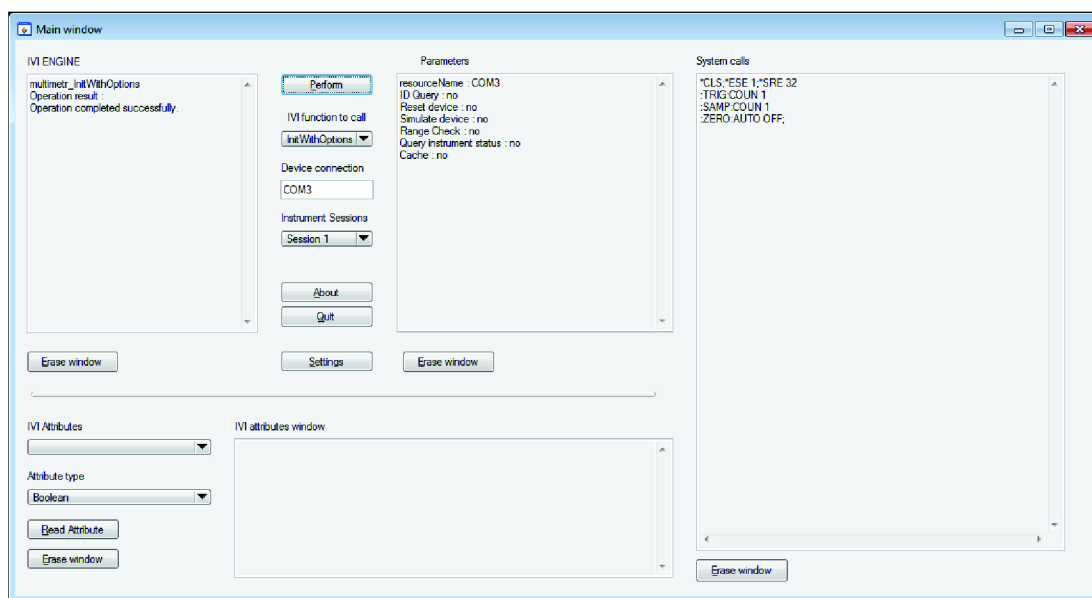 Main window
IVI ENGINE
multimetr_InitWithOptions
Operation result :
Operation completed successfully.
Erase window
Perform
IVI function to call
InitWithOptions
Device connection
COM3
Instrument Sessions
Session 1
About
Quit
Settings
Parameters
resourceName : COM3
ID Query : no
Reset device : no
Simulate device : no
Range Check : no
Query instrument status : no
Cache : no
Erase window
System calls
*CLS;*ESE 1;*SRE 32
:TRIG:COUN 1
:SAMP:COUN 1
:ZERO:AUTO OFF;
Erase window
IVI Attributes
Attribute type
Boolean
Read Attribute
Erase window
IVI attributes window